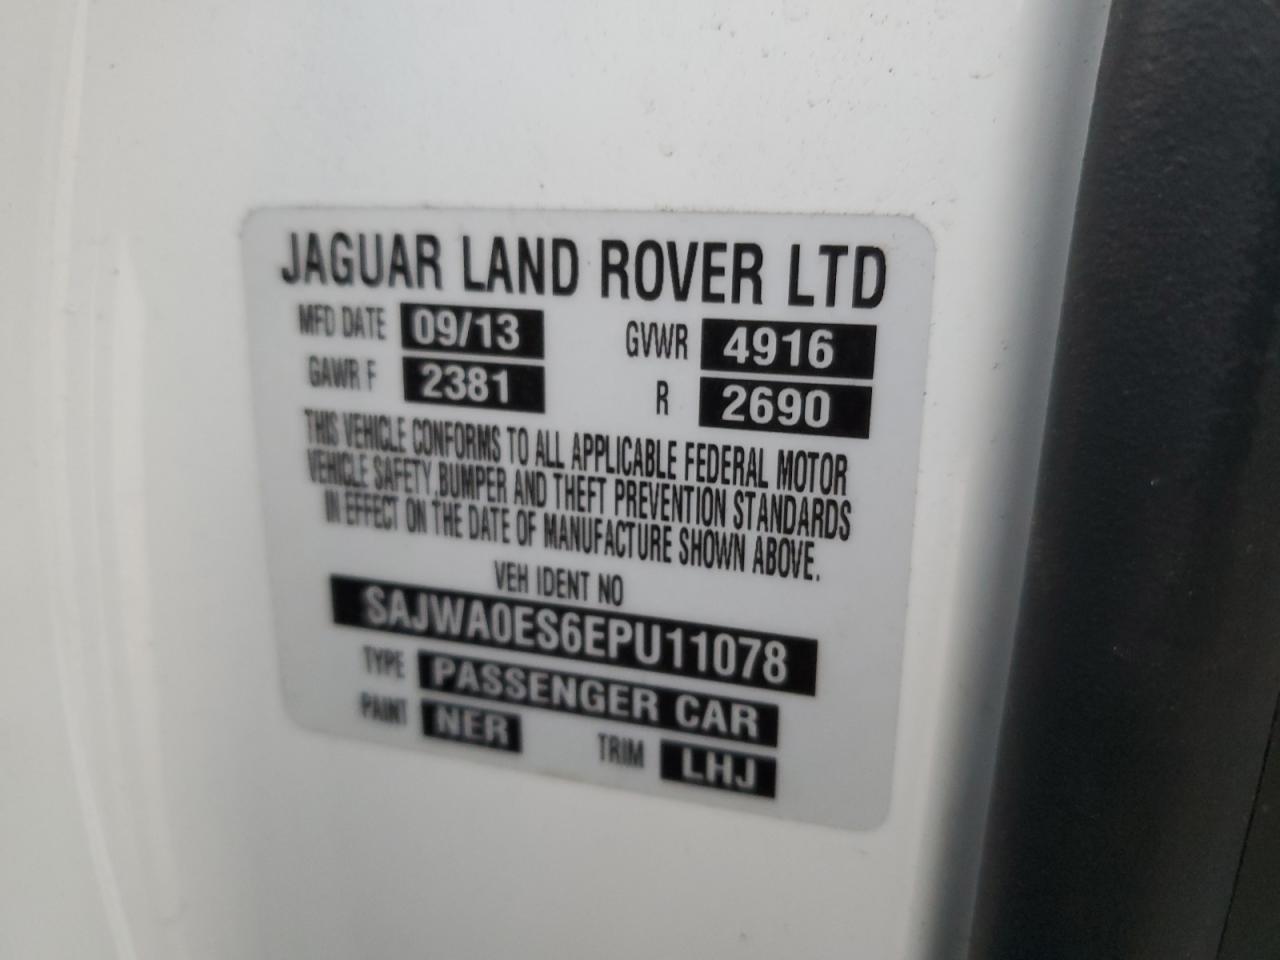 JAGUAR LAND ROVER LTD
MFD DATE 09/13 GVWR 4916
GAWR F 2381 R 2690
THIS VEHICLE CONFORMS TO ALL APPLICABLE FEDERAL MOTOR
VEHICLE SAFETY,BUMPER AND THEFT PREVENTION STANDARDS
IN EFFECT ON THE DATE OF MANUFACTURE SHOWN ABOVE.
VEH IDENT NO
SAJWA0ES6EPU11078
TYPE PASSENGER CAR
PAINT NER TRIM LHJ